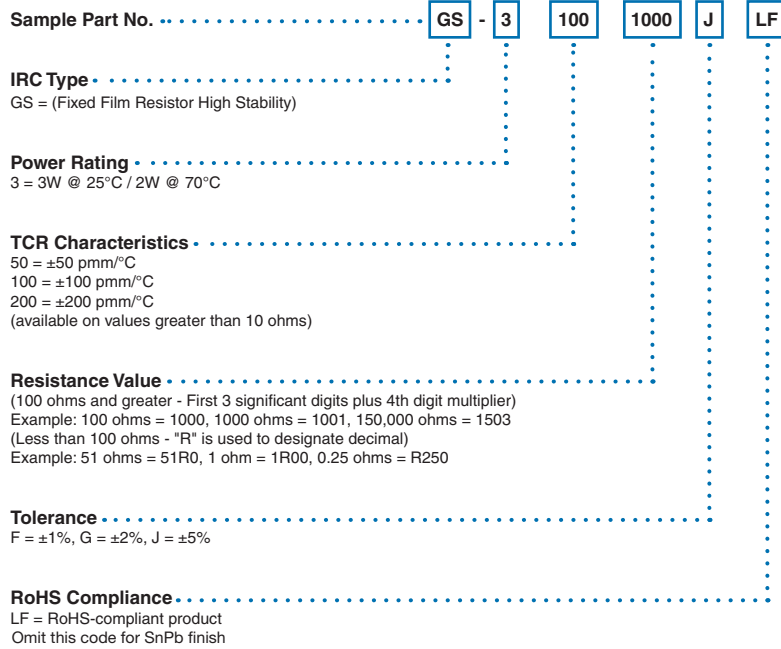 Sample Part No. GS - 3 100 1000 J LF
IRC Type
GS = (Fixed Film Resistor High Stability)
Power Rating
3 = 3W @ 25°C / 2W @ 70°C
TCR Characteristics
50 = ±50 pmm/°C
100 = ±100 pmm/°C
200 = ±200 pmm/°C
(available on values greater than 10 ohms)
Resistance Value
(100 ohms and greater - First 3 significant digits plus 4th digit multiplier)
Example: 100 ohms = 1000, 1000 ohms = 1001, 150,000 ohms = 1503
(Less than 100 ohms - "R" is used to designate decimal)
Example: 51 ohms = 51R0, 1 ohm = 1R00, 0.25 ohms = R250
Tolerance
F = ±1%, G = ±2%, J = ±5%
RoHS Compliance
LF = RoHS-compliant product
Omit this code for SnPb finish